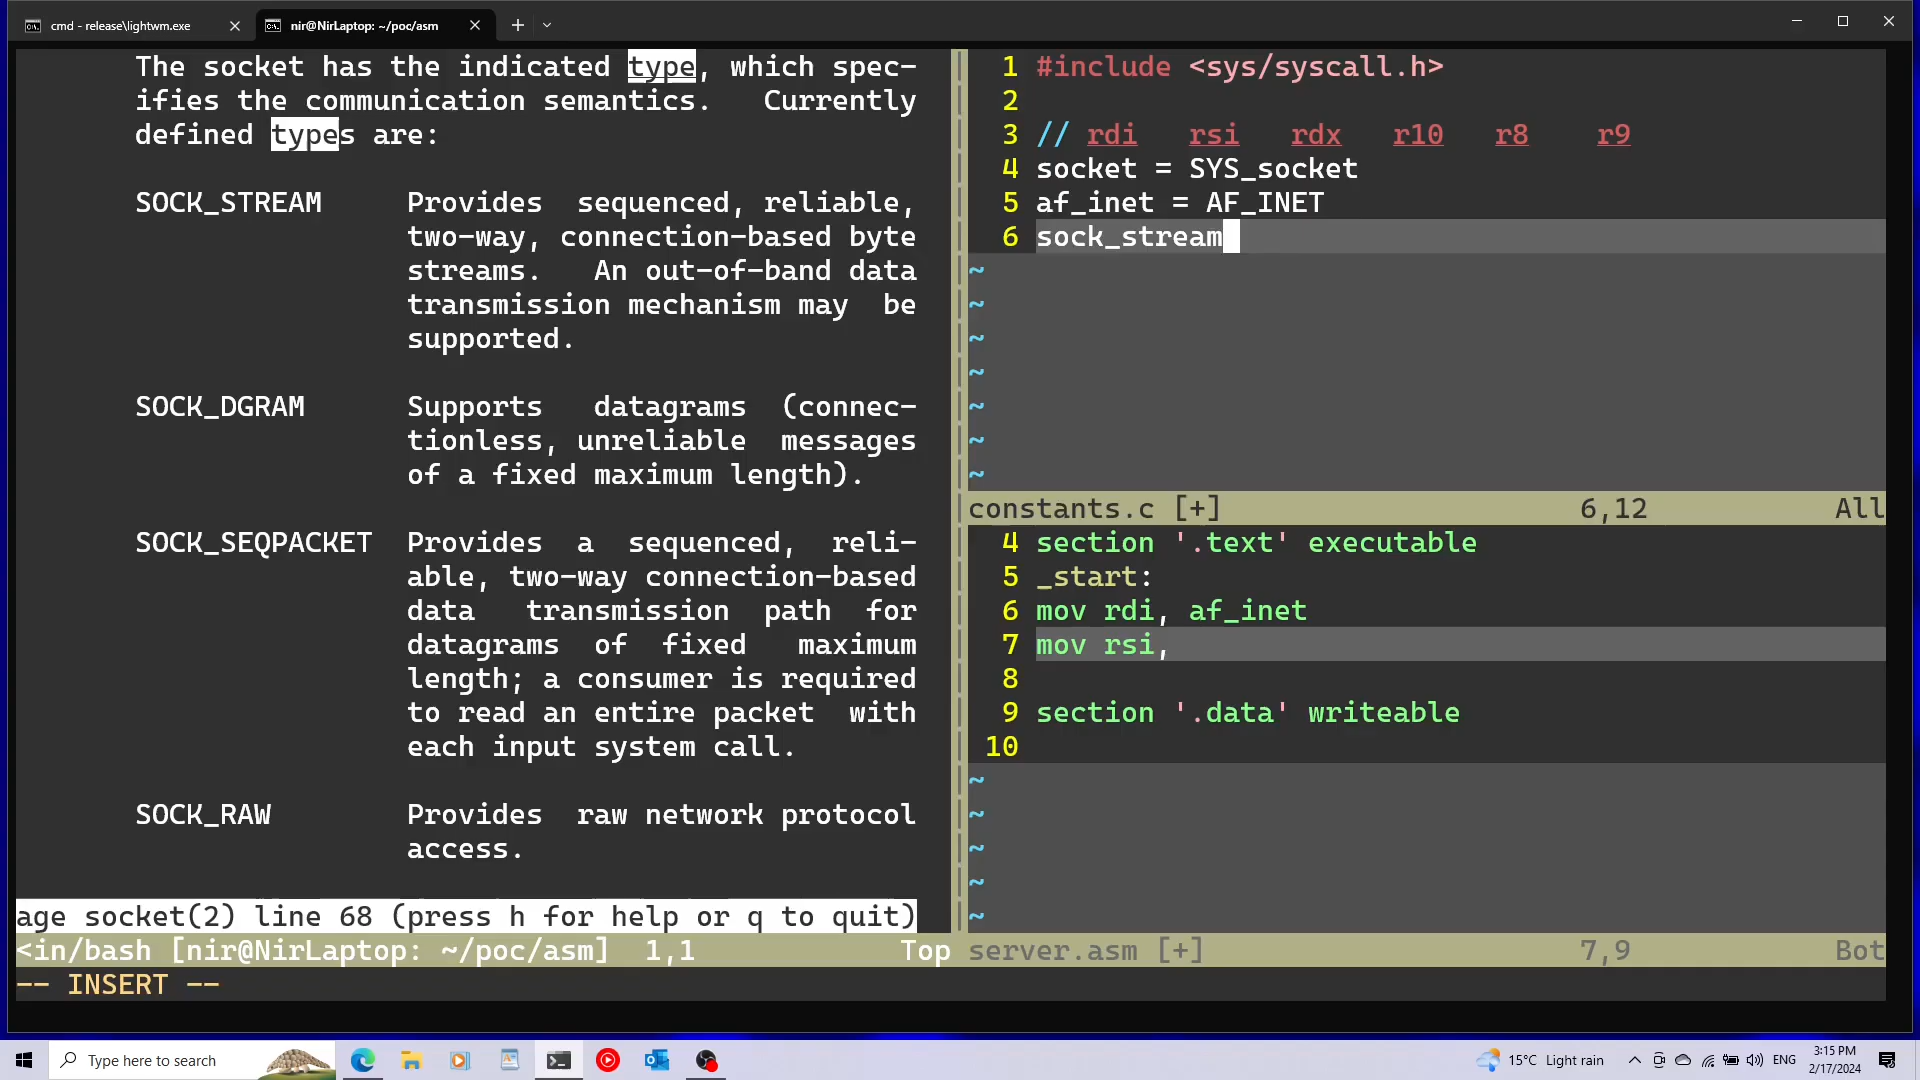 cmd - release\lightwm.exe
nir@NirLaptop: ~/poc/asm
The socket has the indicated type, which spec-
ifies the communication semantics.   Currently
defined types are:
SOCK_STREAM     Provides  sequenced, reliable,
two-way, connection-based byte
streams.   An out-of-band data
transmission mechanism may  be
supported.
SOCK_DGRAM      Supports   datagrams  (connec-
tionless, unreliable  messages
of a fixed maximum length).
SOCK_SEQPACKET  Provides  a  sequenced,  reli-
able, two-way connection-based
data   transmission  path  for
datagrams  of  fixed   maximum
length; a consumer is required
to read an entire packet  with
each input system call.
SOCK_RAW        Provides  raw network protocol
access.
age socket(2) line 68 (press h for help or q to quit)
<in/bash [nir@NirLaptop: ~/poc/asm]  1,1            Top
-- INSERT --
1 #include <sys/syscall.h>
2
3 // rdi   rsi   rdx   r10   r8    r9
4 socket = SYS_socket
5 af_inet = AF_INET
6 sock_stream
~
~
~
~
~
~
~
constants.c [+]                     6,12           All
4 section '.text' executable
5 _start:
6 mov rdi, af_inet
7 mov rsi,
8
9 section '.data' writeable
10
~
~
~
~
~
server.asm [+]                      7,9            Bot
Type here to search
15°C  Light rain
ENG
3:15 PM
2/17/2024